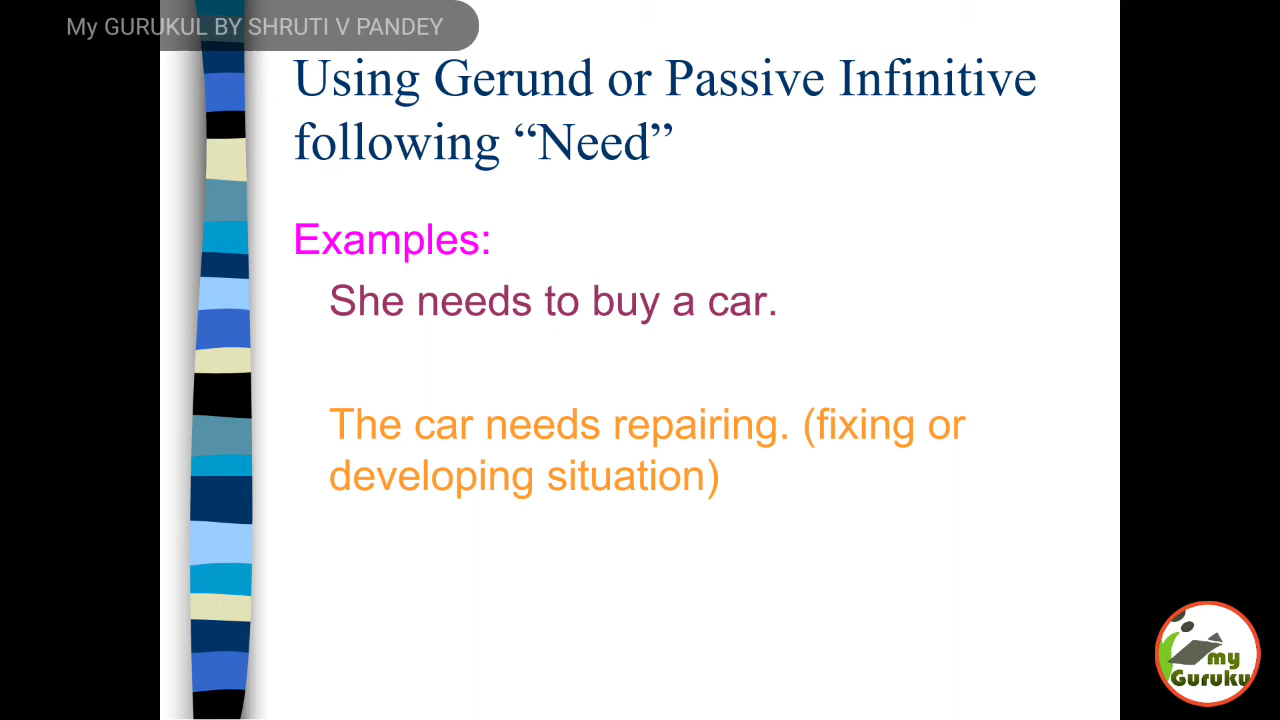 My GURUKUL BY SHRUTI V PANDEY
Using Gerund or Passive Infinitive
following “Need”
Examples:
She needs to buy a car.
The car needs repairing. (fixing or
developing situation)
my
Guruku